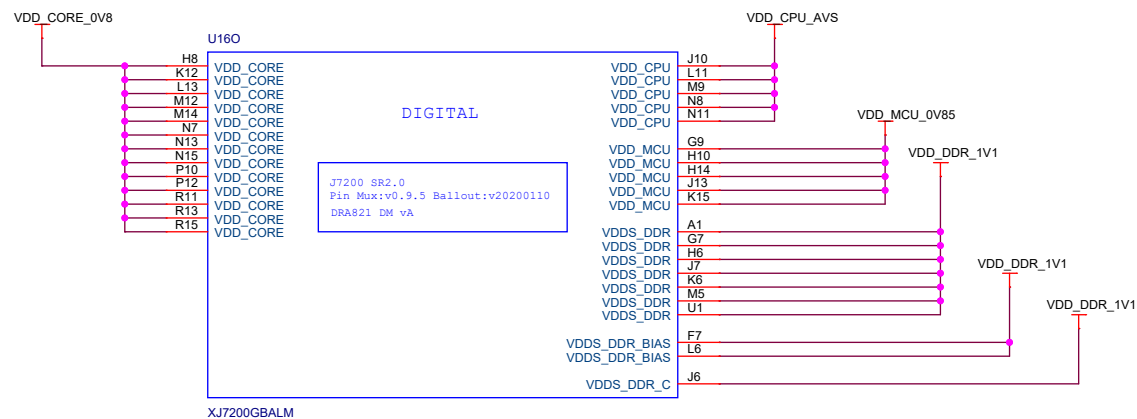 VDD_CORE_0V8
VDD_CPU_AVS
U16O
H8 VDD_CORE
K12 VDD_CORE
L13 VDD_CORE
M12 VDD_CORE
M14 VDD_CORE
N7 VDD_CORE
N13 VDD_CORE
N15 VDD_CORE
P10 VDD_CORE
P12 VDD_CORE
R11 VDD_CORE
R13 VDD_CORE
R15 VDD_CORE
DIGITAL
J7200 SR2.0
Pin Mux:v0.9.5 Ballout:v20200110
DRA821 DM vA
VDD_CPU J10
VDD_CPU L11
VDD_CPU M9
VDD_CPU N8
VDD_CPU N11
VDD_MCU_0V85
VDD_MCU G9
VDD_MCU H10
VDD_MCU H14
VDD_MCU J13
VDD_MCU K15
VDD_DDR_1V1
VDDS_DDR A1
VDDS_DDR G7
VDDS_DDR H6
VDDS_DDR J7
VDDS_DDR K6
VDDS_DDR M5
VDDS_DDR U1
VDD_DDR_1V1
VDDS_DDR_BIAS F7
VDDS_DDR_BIAS L6
VDD_DDR_1V1
VDDS_DDR_C J6
XJ7200GBALM